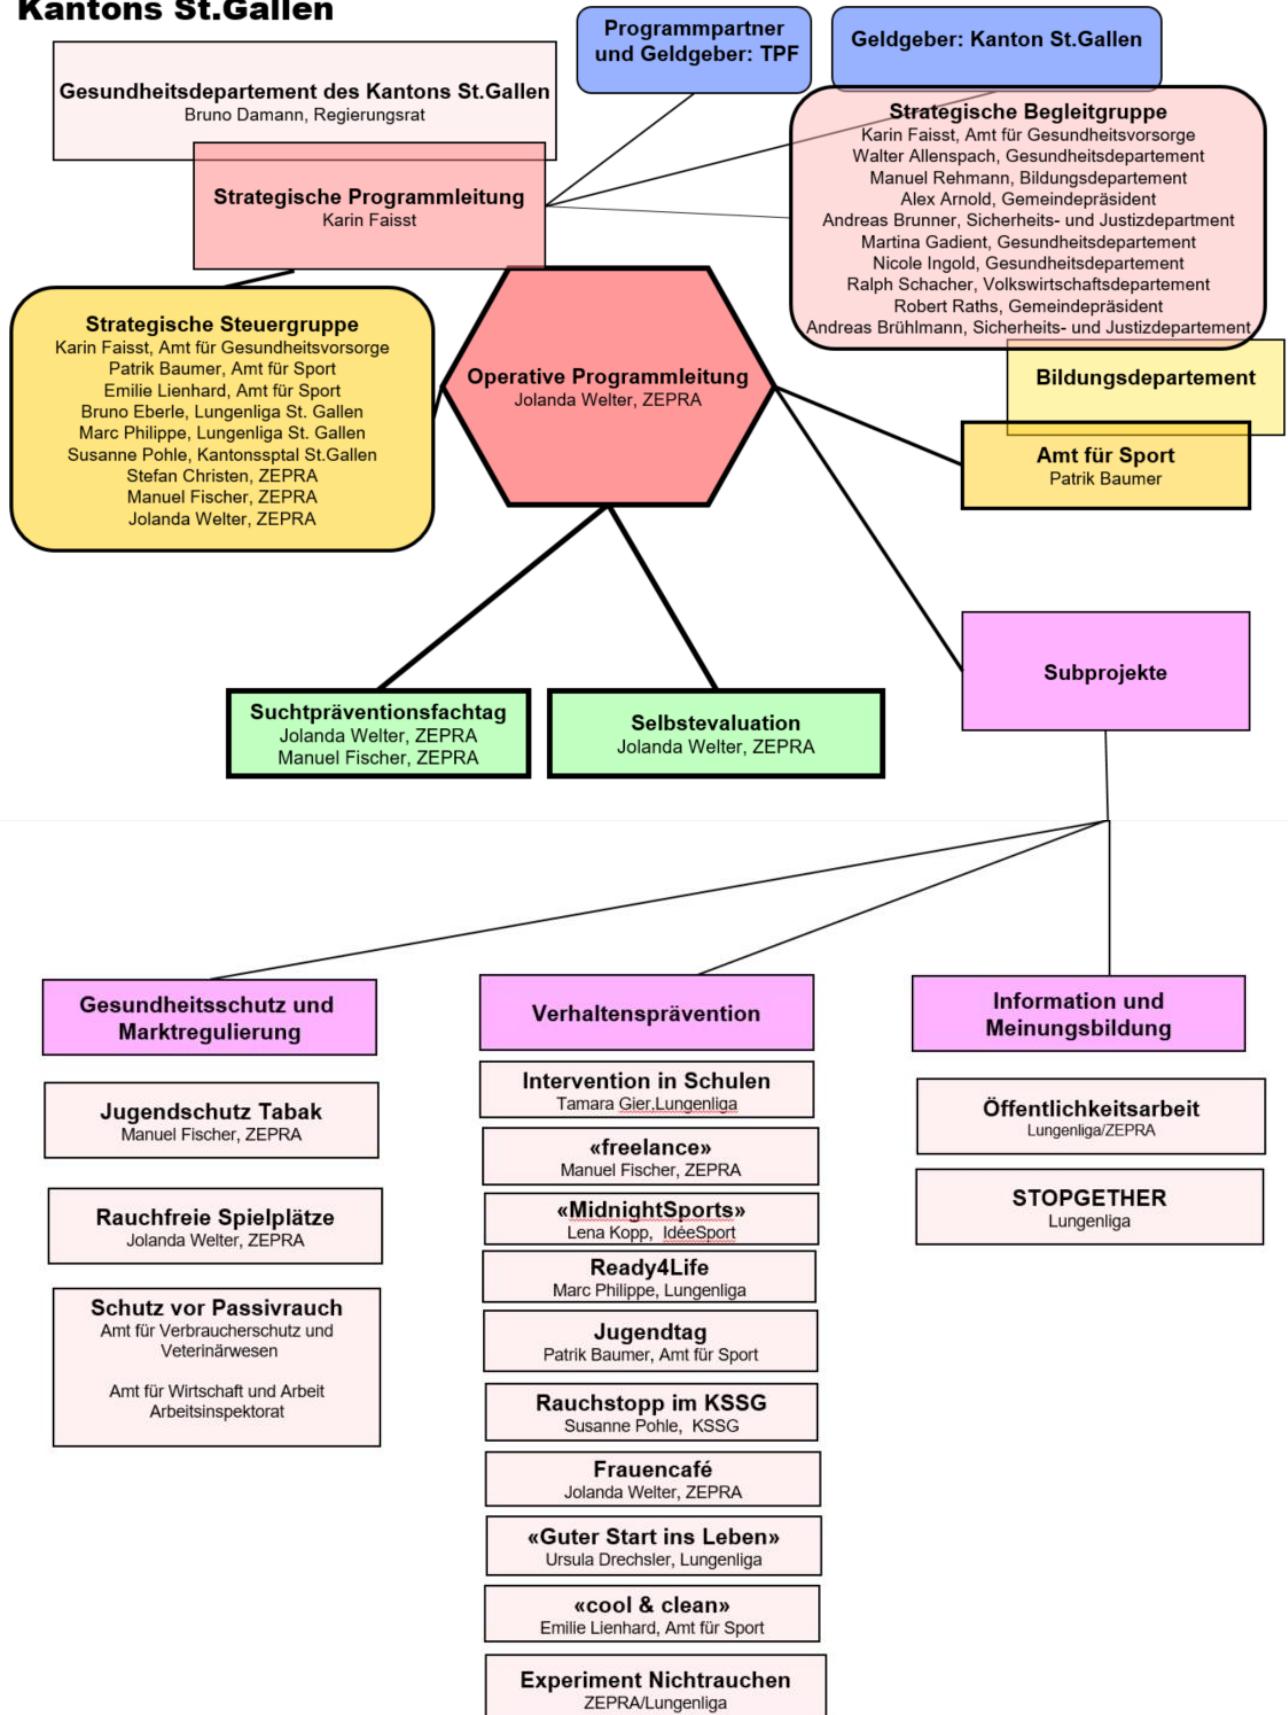 Kantons St.Gallen
Programmpartner
und Geldgeber: TPF
Geldgeber: Kanton St.Gallen
Gesundheitsdepartement des Kantons St.Gallen
Bruno Damann, Regierungsrat
Strategische Programmleitung
Karin Faisst
Strategische Begleitgruppe
Karin Faisst, Amt für Gesundheitsvorsorge
Walter Allenspach, Gesundheitsdepartement
Manuel Rehmann, Bildungsdepartement
Alex Arnold, Gemeindepräsident
Andreas Brunner, Sicherheits- und Justizdepartment
Martina Gadient, Gesundheitsdepartement
Nicole Ingold, Gesundheitsdepartement
Ralph Schacher, Volkswirtschaftsdepartement
Robert Raths, Gemeindepräsident
Andreas Brühlmann, Sicherheits- und Justizdepartement
Strategische Steuergruppe
Karin Faisst, Amt für Gesundheitsvorsorge
Patrik Baumer, Amt für Sport
Emilie Lienhard, Amt für Sport
Bruno Eberle, Lungenliga St. Gallen
Marc Philippe, Lungenliga St. Gallen
Susanne Pohle, Kantonssptal St.Gallen
Stefan Christen, ZEPRA
Manuel Fischer, ZEPRA
Jolanda Welter, ZEPRA
Operative Programmleitung
Jolanda Welter, ZEPRA
Bildungsdepartement
Amt für Sport
Patrik Baumer
Subprojekte
Suchtpräventionsfachtag
Jolanda Welter, ZEPRA
Manuel Fischer, ZEPRA
Selbstevaluation
Jolanda Welter, ZEPRA
Gesundheitsschutz und
Marktregulierung
Jugendschutz Tabak
Manuel Fischer, ZEPRA
Rauchfreie Spielplätze
Jolanda Welter, ZEPRA
Schutz vor Passivrauch
Amt für Verbraucherschutz und
Veterinärwesen
Amt für Wirtschaft und Arbeit
Arbeitsinspektorat
Verhaltensprävention
Intervention in Schulen
Tamara Gier,Lungenliga
«freelance»
Manuel Fischer, ZEPRA
«MidnightSports»
Lena Kopp, IdéeSport
Ready4Life
Marc Philippe, Lungenliga
Jugendtag
Patrik Baumer, Amt für Sport
Rauchstopp im KSSG
Susanne Pohle, KSSG
Frauencafé
Jolanda Welter, ZEPRA
«Guter Start ins Leben»
Ursula Drechsler, Lungenliga
«cool & clean»
Emilie Lienhard, Amt für Sport
Experiment Nichtrauchen
ZEPRA/Lungenliga
Information und
Meinungsbildung
Öffentlichkeitsarbeit
Lungenliga/ZEPRA
STOPGETHER
Lungenliga